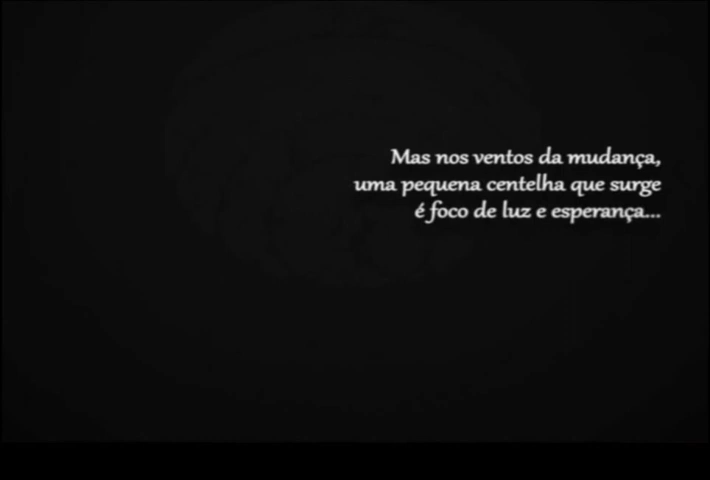 Mas nos ventos da mudança,
uma pequena centelha que surge
é foco de luz e esperança...